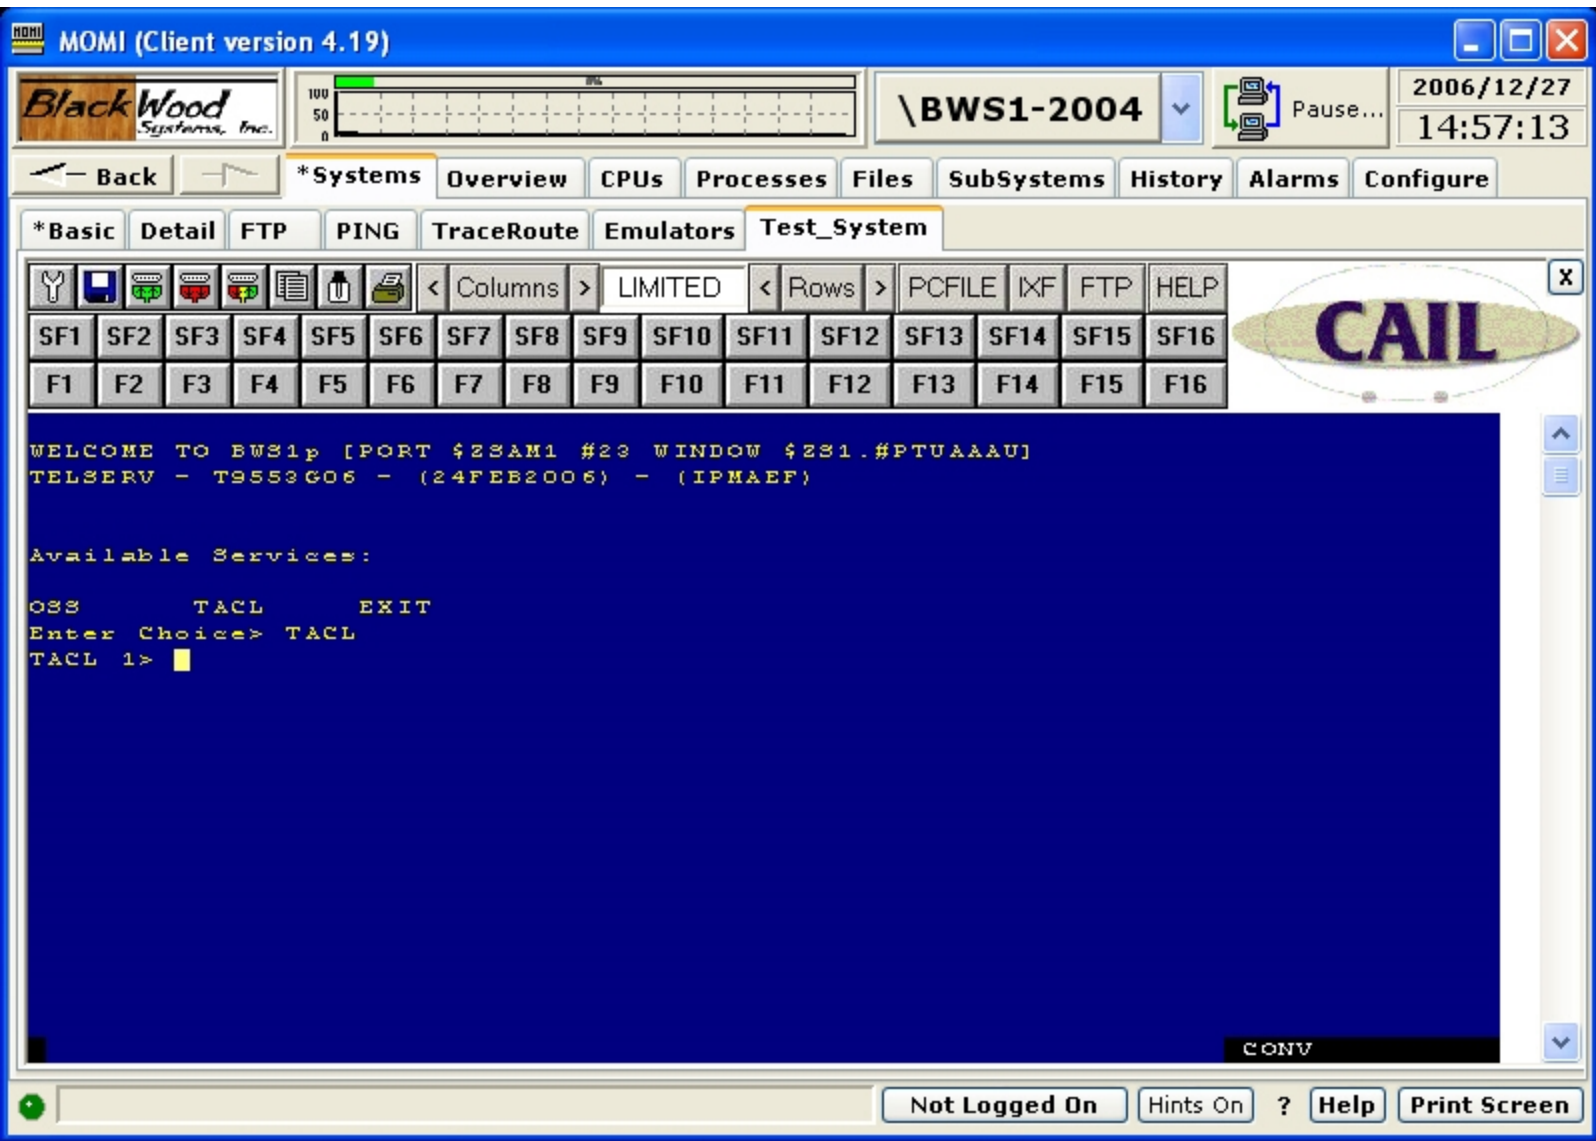 MOMI MOMI (Client version 4.19)
BlackWood Systems, Inc.
0%
100
50
0
\BWS1-2004
Pause...
2006/12/27
14:57:13
Back *Systems Overview CPUs Processes Files SubSystems History Alarms Configure
*Basic Detail FTP PING TraceRoute Emulators Test_System
< Columns > LIMITED < Rows > PCFILE IXF FTP HELP X
SF1 SF2 SF3 SF4 SF5 SF6 SF7 SF8 SF9 SF10 SF11 SF12 SF13 SF14 SF15 SF16
CAIL
F1 F2 F3 F4 F5 F6 F7 F8 F9 F10 F11 F12 F13 F14 F15 F16
WELCOME TO BWS1p [PORT $ZSAM1 #23 WINDOW $ZS1.#PTUAAAU]
TELSERV - T9553G06 - (24FEB2006) - (IPMAEF)
Available Services:
OSS TACL EXIT
Enter Choice> TACL
TACL 1>
CONV
Not Logged On Hints On ? Help Print Screen